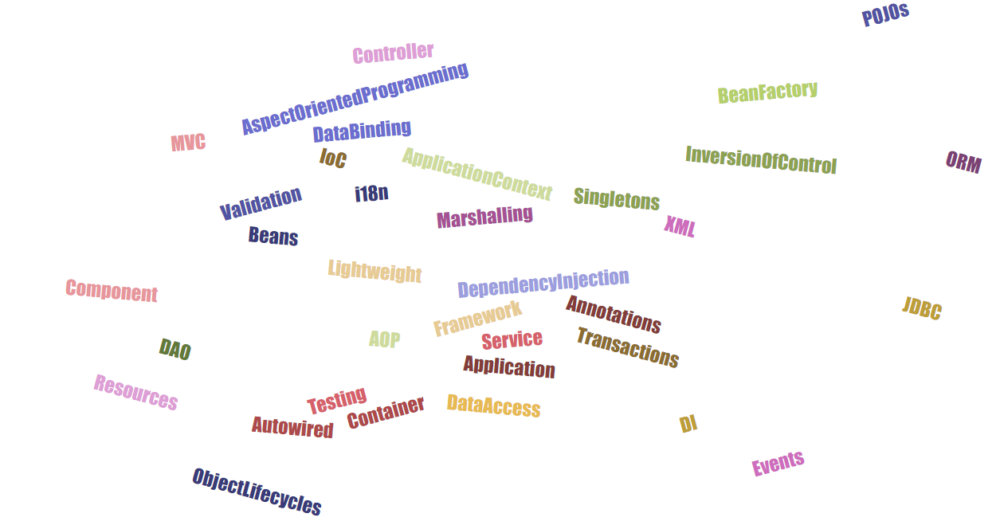 POJOs
Controller
AspectOrientedProgramming
BeanFactory
DataBinding
MVC
IoC
ApplicationContext
InversionOfControl
ORM
Validation
i18n
Singletons
Marshalling
XML
Beans
Lightweight
DependencyInjection
Component
Annotations
JDBC
Framework
AOP
Service
Transactions
DAO
Application
Resources
Testing
Container
DataAccess
Autowired
DI
Events
ObjectLifecycles